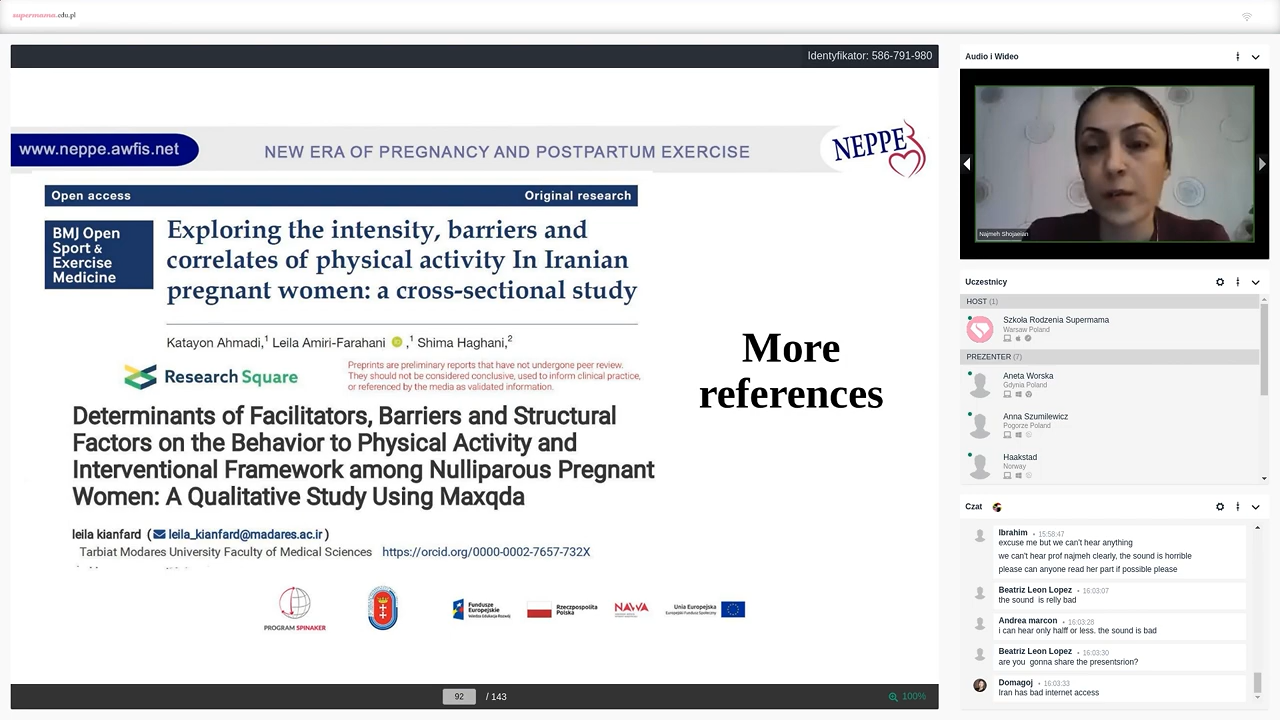 supermama.edu.pl
Identyfikator: 586-791-980
www.neppe.awfis.net
NEW ERA OF PREGNANCY AND POSTPARTUM EXERCISE
NEPPE
Open access
Original research
BMJ Open
Sport &
Exercise
Medicine
Exploring the intensity, barriers and
correlates of physical activity In Iranian
pregnant women: a cross-sectional study
Katayon Ahmadi,¹ Leila Amiri-Farahani ,¹ Shima Haghani,²
Research Square
Preprints are preliminary reports that have not undergone peer review.
They should not be considered conclusive, used to inform clinical practice,
or referenced by the media as validated information.
Determinants of Facilitators, Barriers and Structural
Factors on the Behavior to Physical Activity and
Interventional Framework among Nulliparous Pregnant
Women: A Qualitative Study Using Maxqda
leila kianfard ( leila_kianfard@madares.ac.ir )
Tarbiat Modares University Faculty of Medical Sciences https://orcid.org/0000-0002-7657-732X
More
references
PROGRAM SPINAKER
Fundusze
Europejskie
Wiedza Edukacja Rozwój
Rzeczpospolita
Polska
NAWA
Unia Europejska
Europejski Fundusz Społeczny
92 / 143
100%
Audio i Wideo
Najmeh Shojaeian
Uczestnicy
HOST (1)
Szkoła Rodzenia Supermama
Warsaw Poland
PREZENTER (7)
Aneta Worska
Gdynia Poland
Anna Szumilewicz
Pogorze Poland
Haakstad
Norway
Czat
Ibrahim • 15:58:47
excuse me but we can't hear anything
we can't hear prof najmeh clearly, the sound is horrible
please can anyone read her part if possible please
Beatriz Leon Lopez • 16:03:07
the sound is relly bad
Andrea marcon • 16:03:28
i can hear only halff or less. the sound is bad
Beatriz Leon Lopez • 16:03:30
are you gonna share the presentsrion?
Domagoj • 16:03:33
Iran has bad internet access